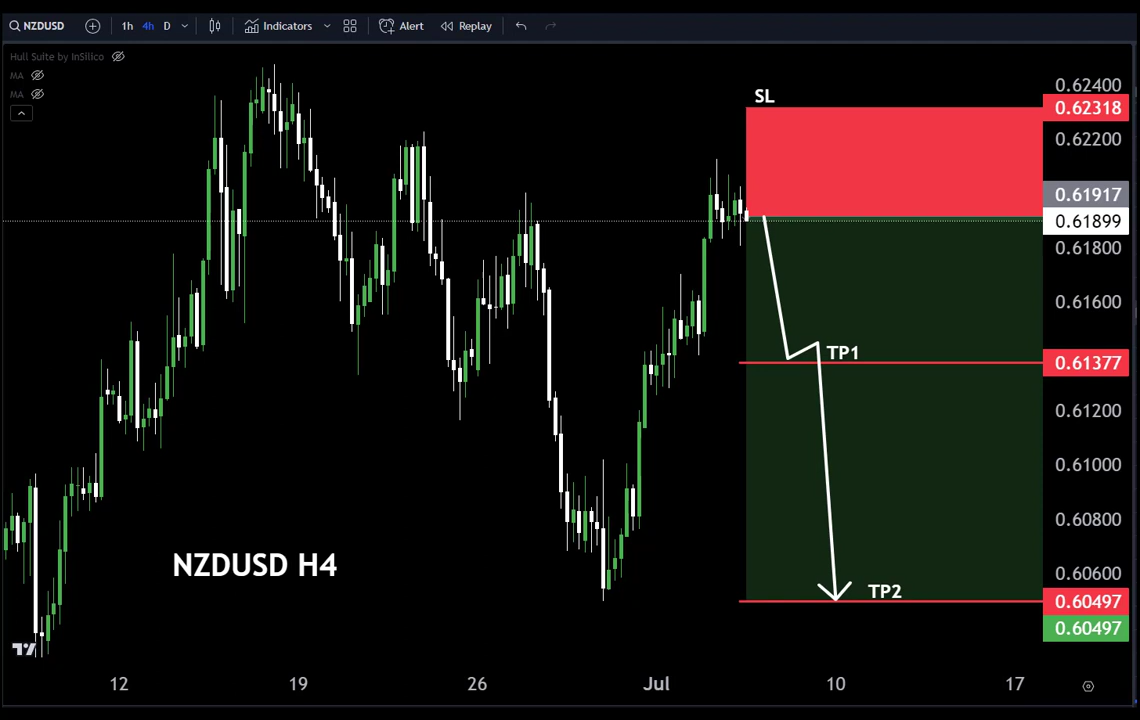 NZDUSD 1h 4h D Indicators Alert Replay
Hull Suite by InSilico
MA
MA
SL
0.62400
0.62318
0.62200
0.61917
0.61899
0.61800
0.61600
TP1
0.61377
0.61200
0.61000
0.60800
NZDUSD H4
0.60600
TP2
0.60497
0.60497
12 19 26 Jul 10 17